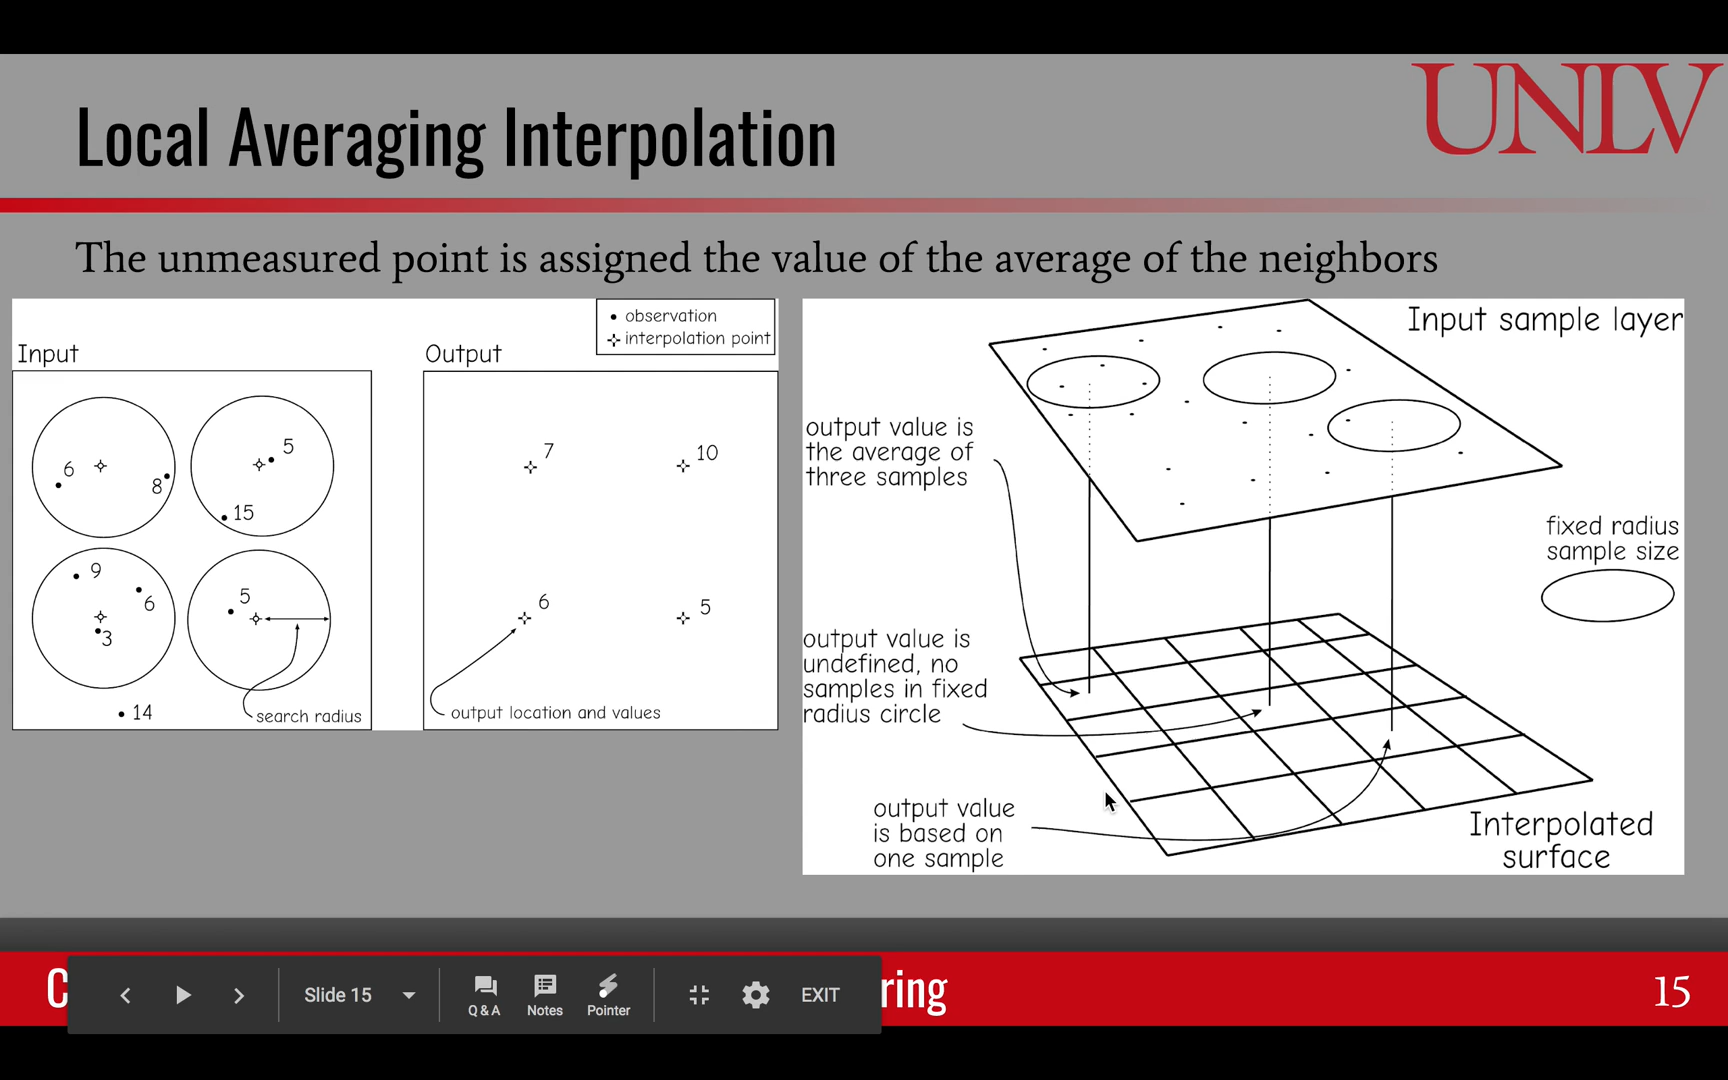 UNLV
Local Averaging Interpolation
The unmeasured point is assigned the value of the average of the neighbors
observation
interpolation point
Input
Output
6
8
5
15
9
6
3
5
14
search radius
7
10
6
5
output location and values
Input sample layer
output value is
the average of
three samples
fixed radius
sample size
output value is
undefined, no
samples in fixed
radius circle
output value
is based on
one sample
Interpolated
surface
C
ring
15
Slide 15
Q & A
Notes
Pointer
EXIT